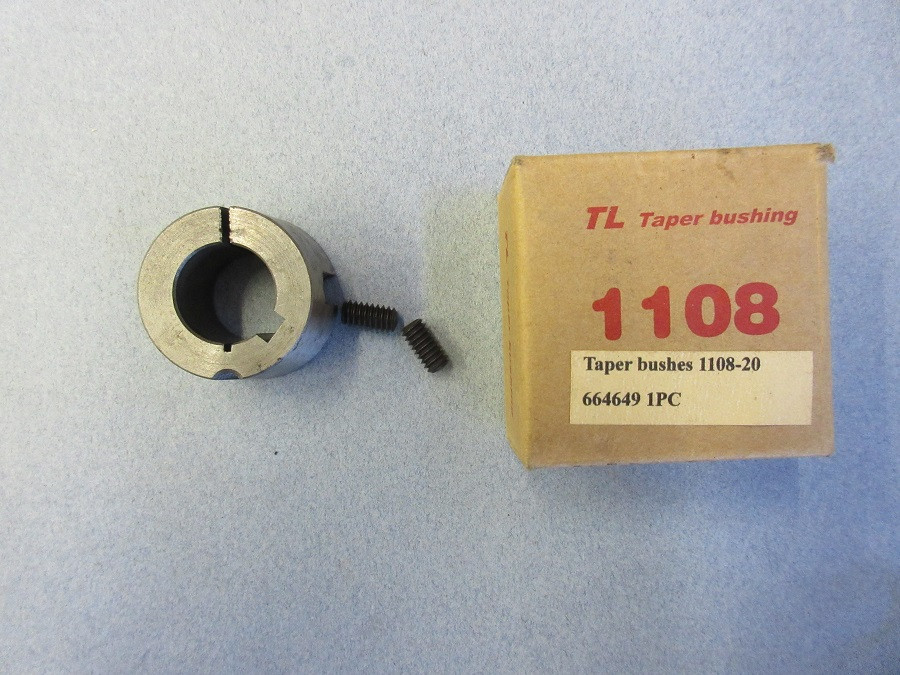 TL Taper bushing
1108
Taper bushes 1108-20
664649 1PC